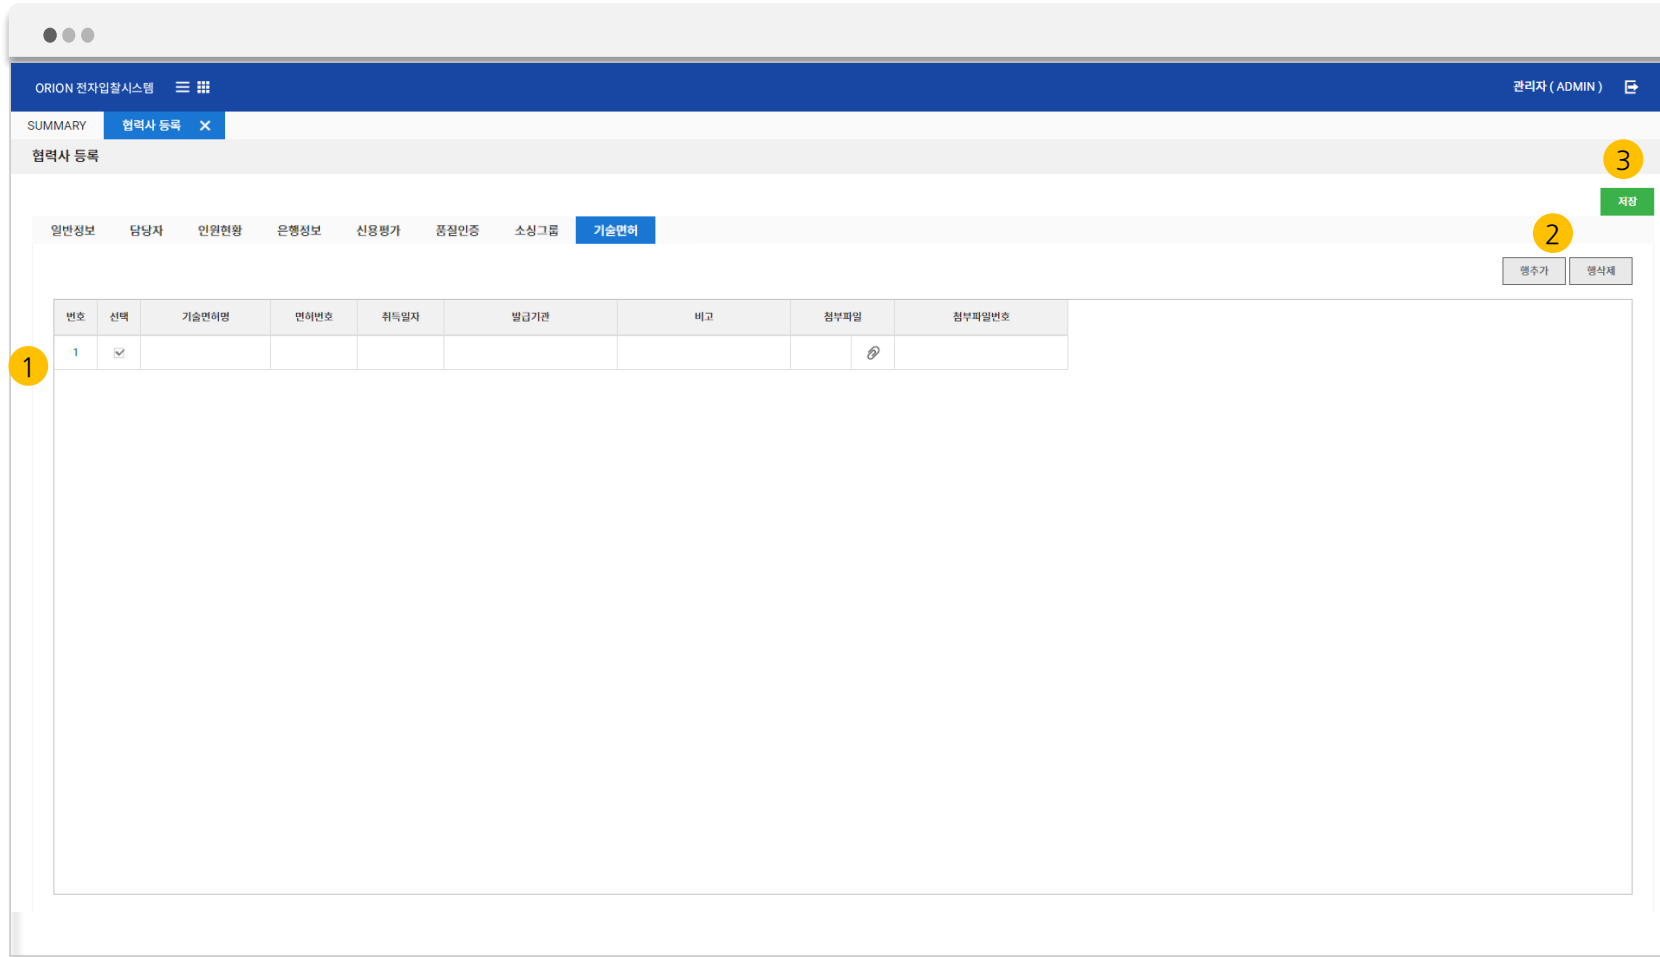 ORION 전자입찰시스템
관리자 ( ADMIN )
SUMMARY 협력사 등록
협력사 등록
3
저장
일반정보 담당자 인원현황 은행정보 신용평가 품질인증 소싱그룹 기술면허
2
행추가 행삭제
번호 선택 기술면허명 면허번호 취득일자 발급기관 비고 첨부파일 첨부파일번호
1
1